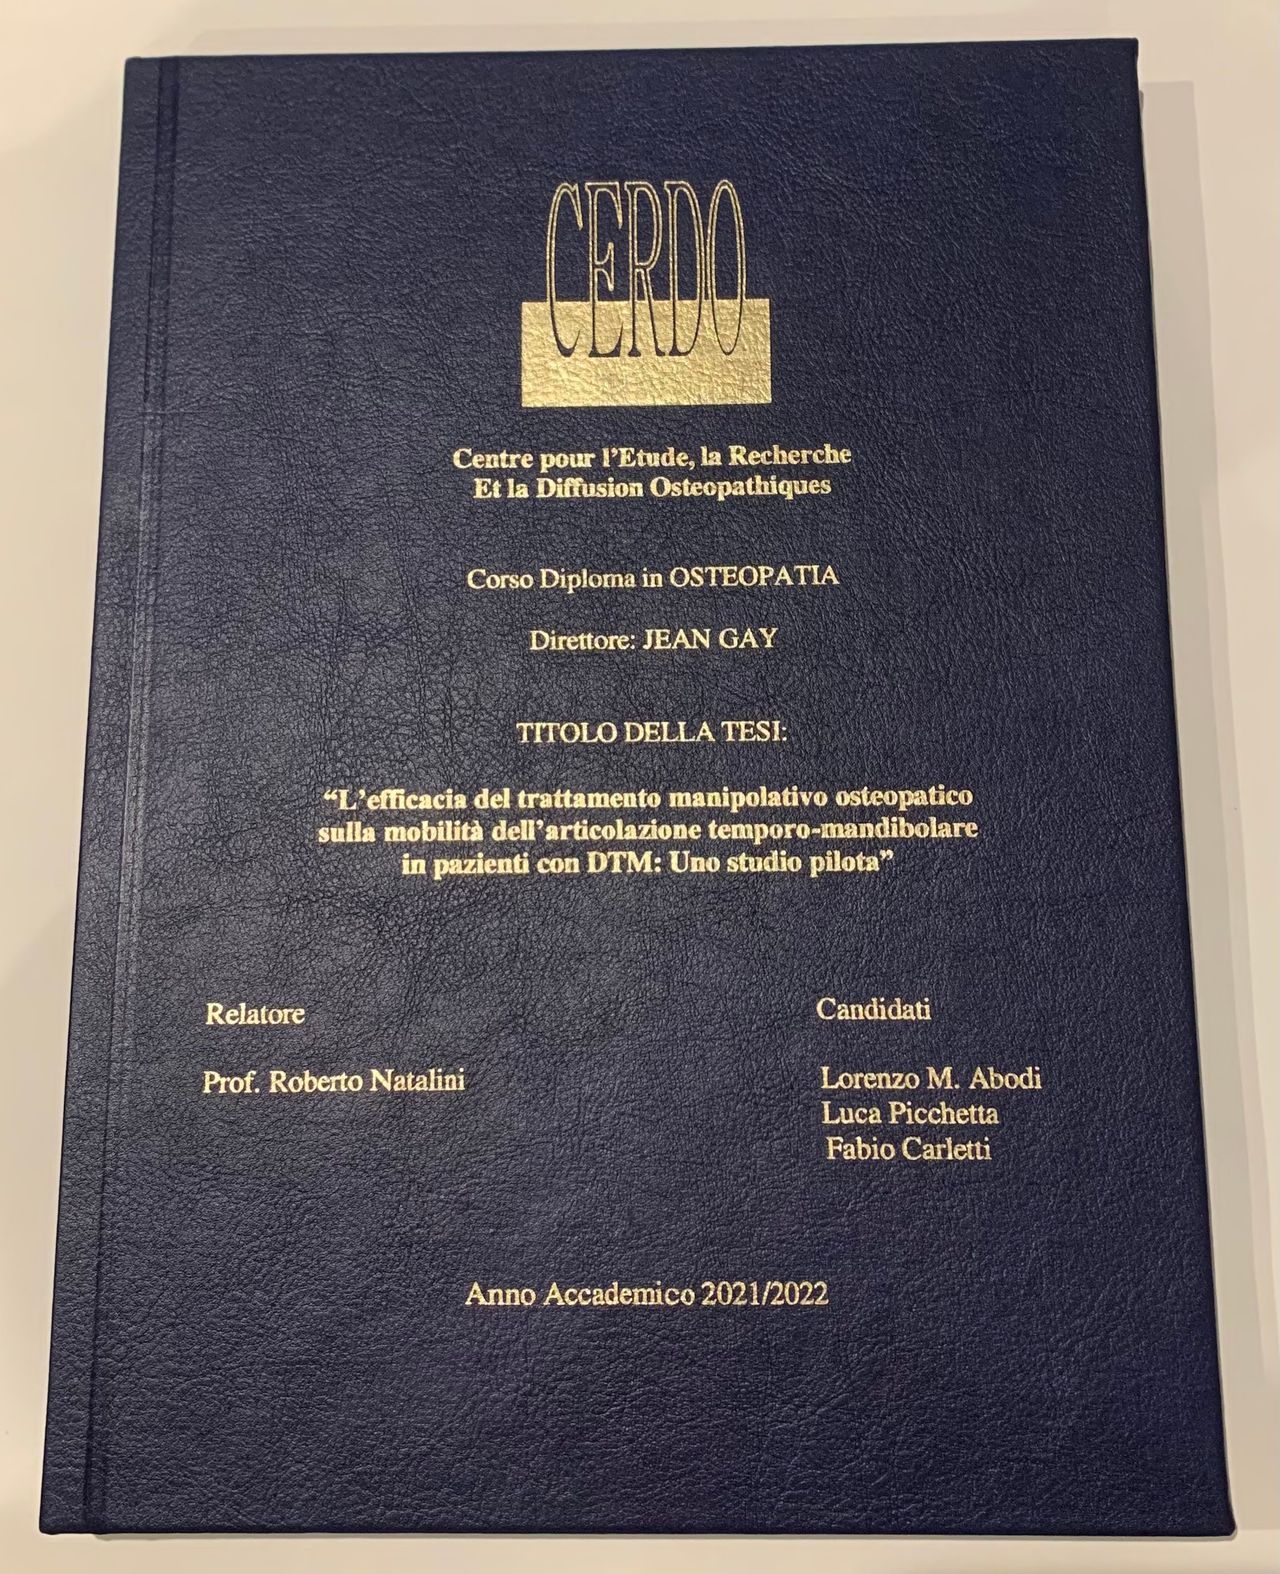 CERDO
Centre pour l'Etude, la Recherche
Et la Diffusion Osteopathiques
Corso Diploma in OSTEOPATIA
Direttore: JEAN GAY
TITOLO DELLA TESI:
“L’efficacia del trattamento manipolativo osteopatico
sulla mobilità dell’articolazione temporo-mandibolare
in pazienti con DTM: Uno studio pilota”
Relatore
Prof. Roberto Natalini
Candidati
Lorenzo M. Abodi
Luca Picchetta
Fabio Carletti
Anno Accademico 2021/2022